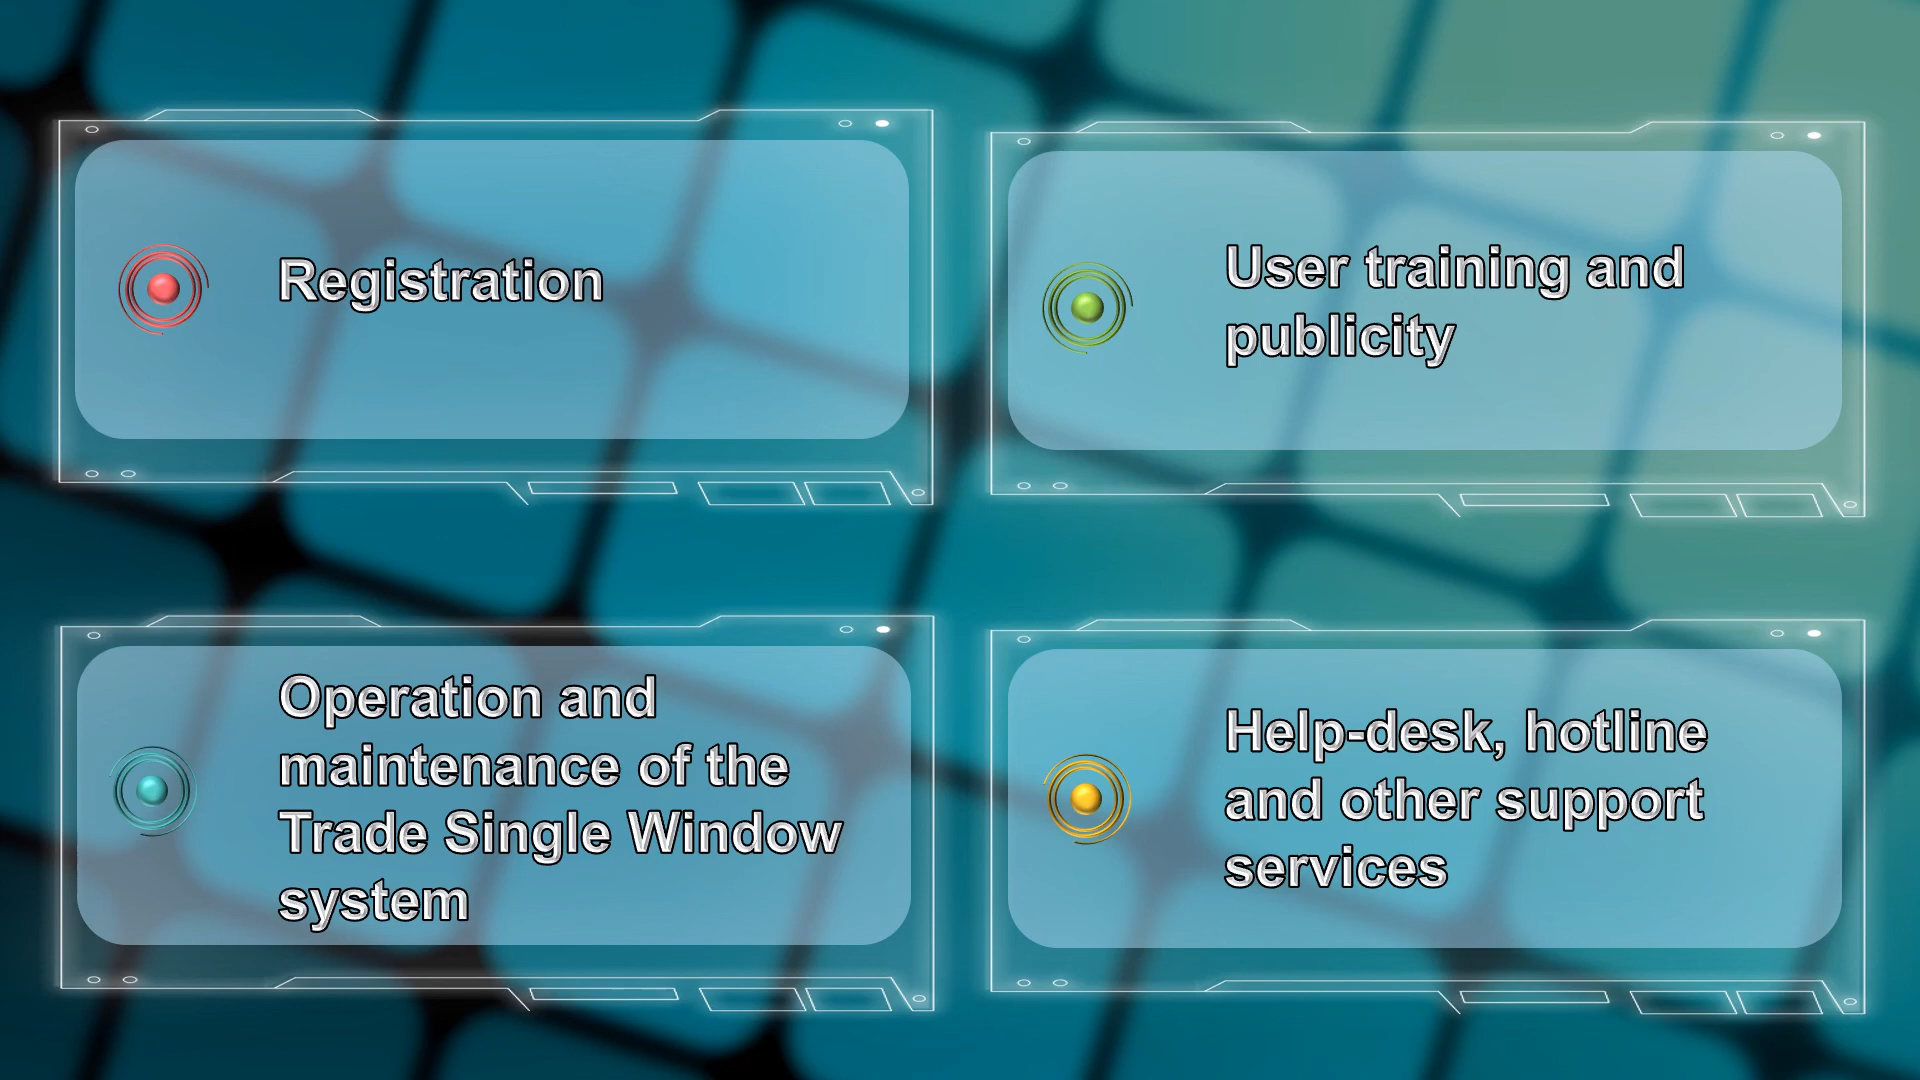 Registration
User training and
publicity
Operation and
maintenance of the
Trade Single Window
system
Help-desk, hotline
and other support
services